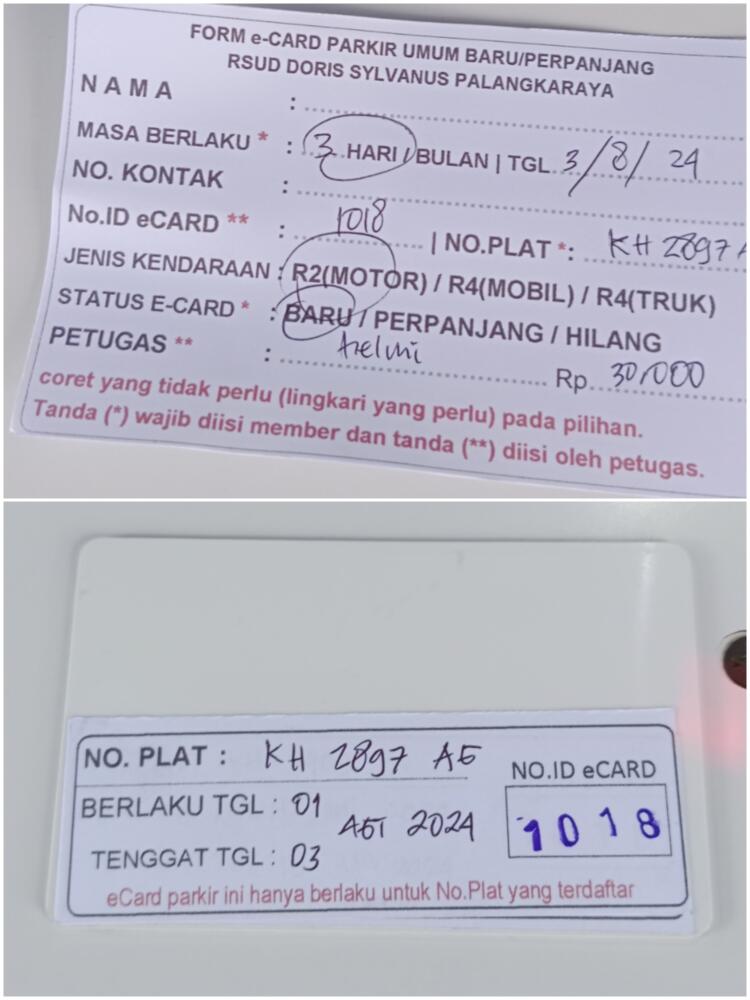 FORM e-CARD PARKIR UMUM BARU/PERPANJANG
RSUD DORIS SYLVANUS PALANGKARAYA
NAMA :
MASA BERLAKU * : 3 HARI / BULAN | TGL 3/8/24
NO. KONTAK :
No.ID eCARD ** : 1018 | NO.PLAT *: KH 2897
JENIS KENDARAAN : R2(MOTOR) / R4(MOBIL) / R4(TRUK)
STATUS E-CARD * : BARU / PERPANJANG / HILANG
PETUGAS ** : Helmi Rp 30.000
coret yang tidak perlu (lingkari yang perlu) pada pilihan.
Tanda (*) wajib diisi member dan tanda (**) diisi oleh petugas.
NO. PLAT : KH 2897
NO.ID eCARD
BERLAKU TGL : 01
AGT 2024
1018
TENGGAT TGL : 03
eCard parkir ini hanya berlaku untuk No.Plat yang terdaftar